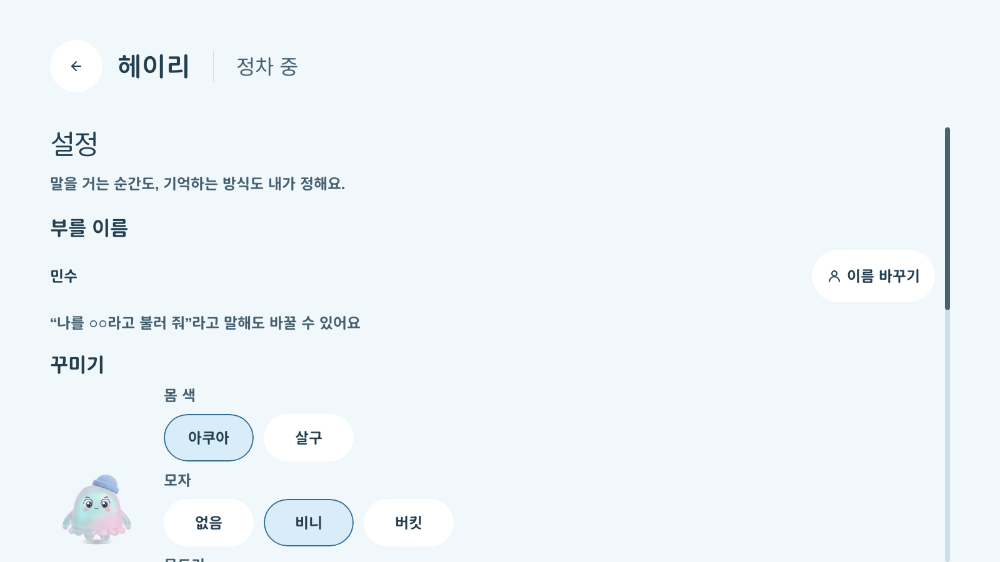 헤이리
정차 중
설정
말을 거는 순간도, 기억하는 방식도 내가 정해요.
부를 이름
민수
이름 바꾸기
“나를 ○○라고 불러 줘”라고 말해도 바꿀 수 있어요
꾸미기
몸 색
아쿠아
살구
모자
없음
비니
버킷